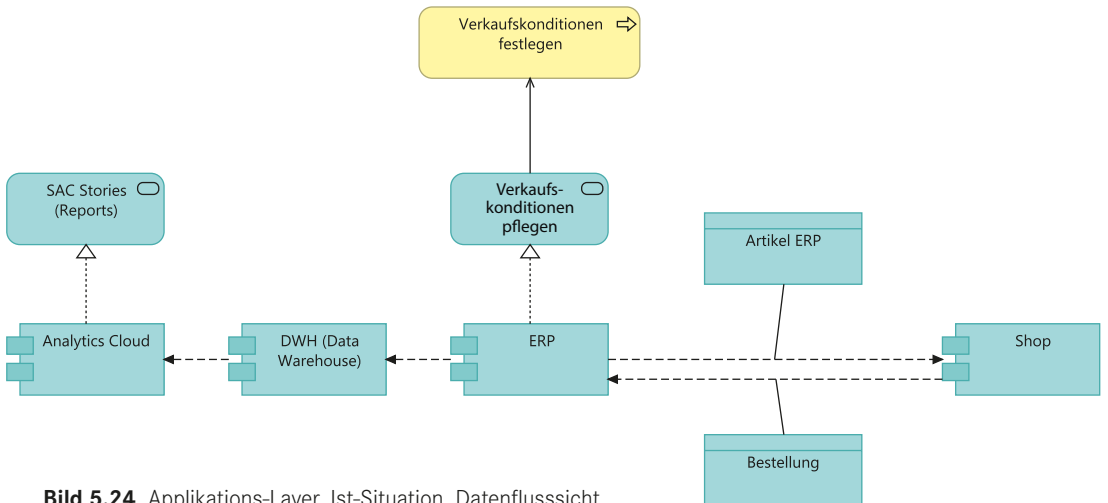 Verkaufskonditionen
festlegen
SAC Stories
(Reports)
Verkaufs-
konditionen
pflegen
Artikel ERP
Analytics Cloud
DWH (Data
Warehouse)
ERP
Shop
Bestellung
Bild 5.24 Applikations-Layer, Ist-Situation, Datenflusssicht